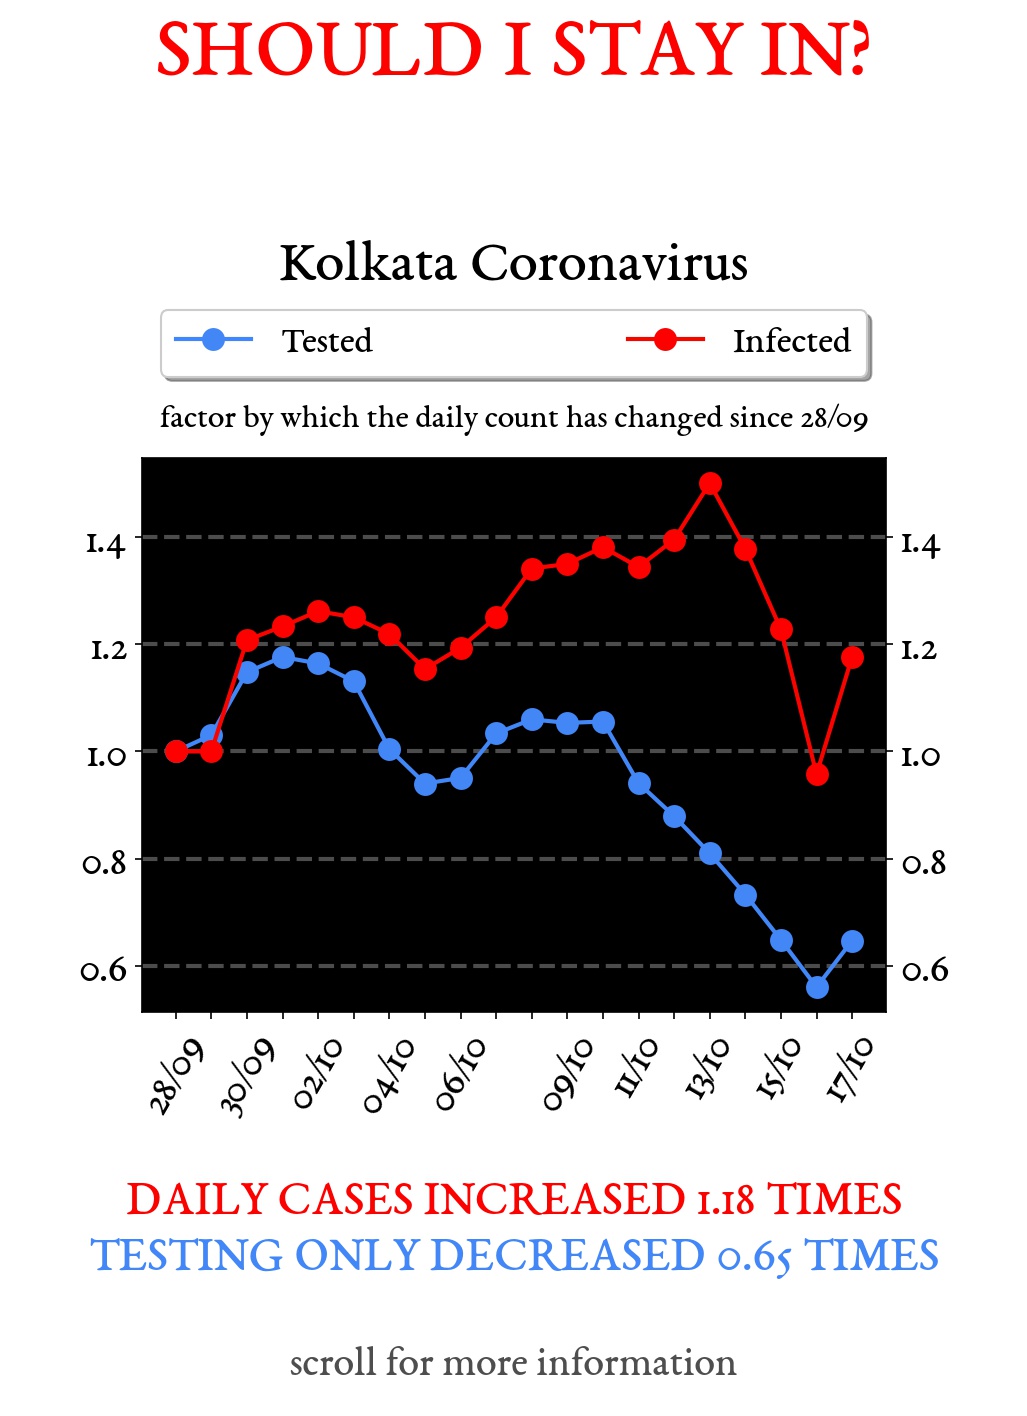 SHOULD I STAY IN?
Kolkata Coronavirus
Tested Infected
factor by which the daily count has changed since 28/09
1.4 1.4
1.2 1.2
1.0 1.0
0.8 0.8
0.6 0.6
28/09 30/09 02/10 04/10 06/10 09/10 11/10 13/10 15/10 17/10
DAILY CASES INCREASED 1.18 TIMES
TESTING ONLY DECREASED 0.65 TIMES
scroll for more information